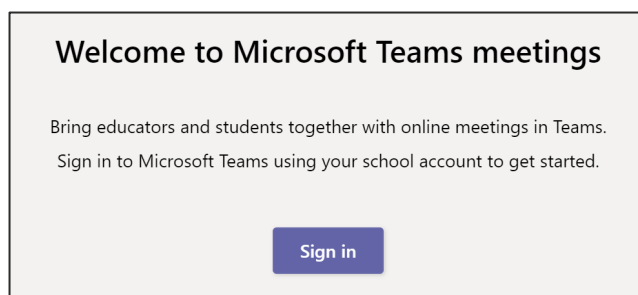 Welcome to Microsoft Teams meetings
Bring educators and students together with online meetings in Teams.
Sign in to Microsoft Teams using your school account to get started.
Sign in